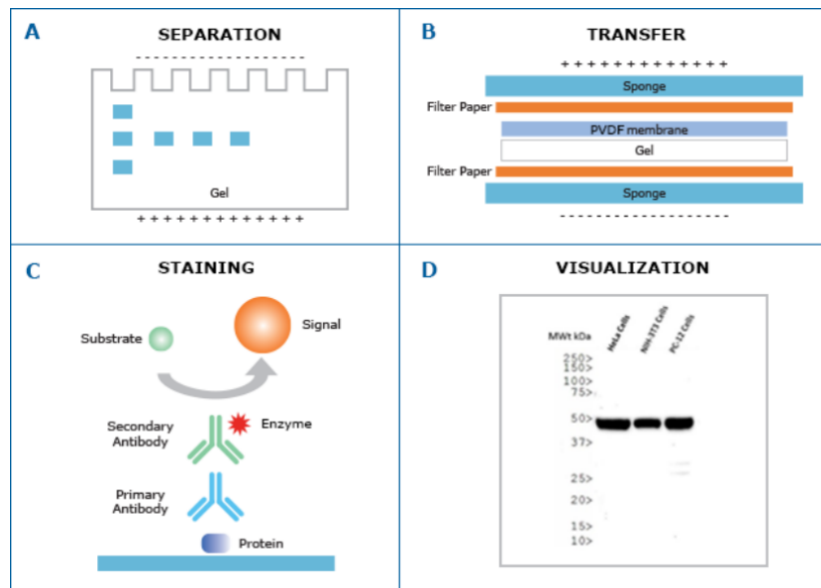 A
SEPARATION
- - - - - - - - - - - - - - - - -
Gel
+ + + + + + + + + + + + +
B
TRANSFER
+ + + + + + + + + + + + +
Sponge
Filter Paper
PVDF membrane
Gel
Filter Paper
Sponge
- - - - - - - - - - - - - - - - -
C
STAINING
Substrate
Signal
Secondary
Antibody
Enzyme
Primary
Antibody
Protein
D
VISUALIZATION
MWt kDa
HeLa Cells
NIH-3T3 Cells
PC-12 Cells
250>
150>
100>
75>
50>
37>
25>
20>
15>
10>